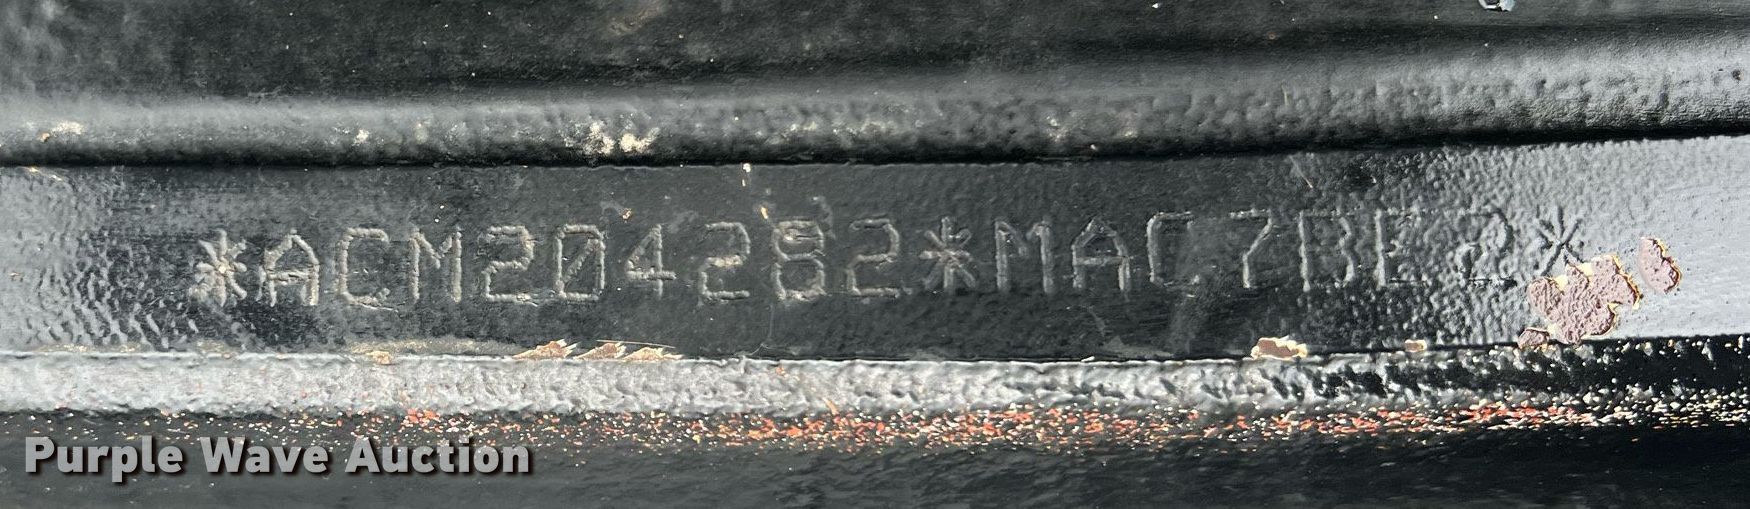 *ACM204282*MAC7BE2*
Purple Wave Auction